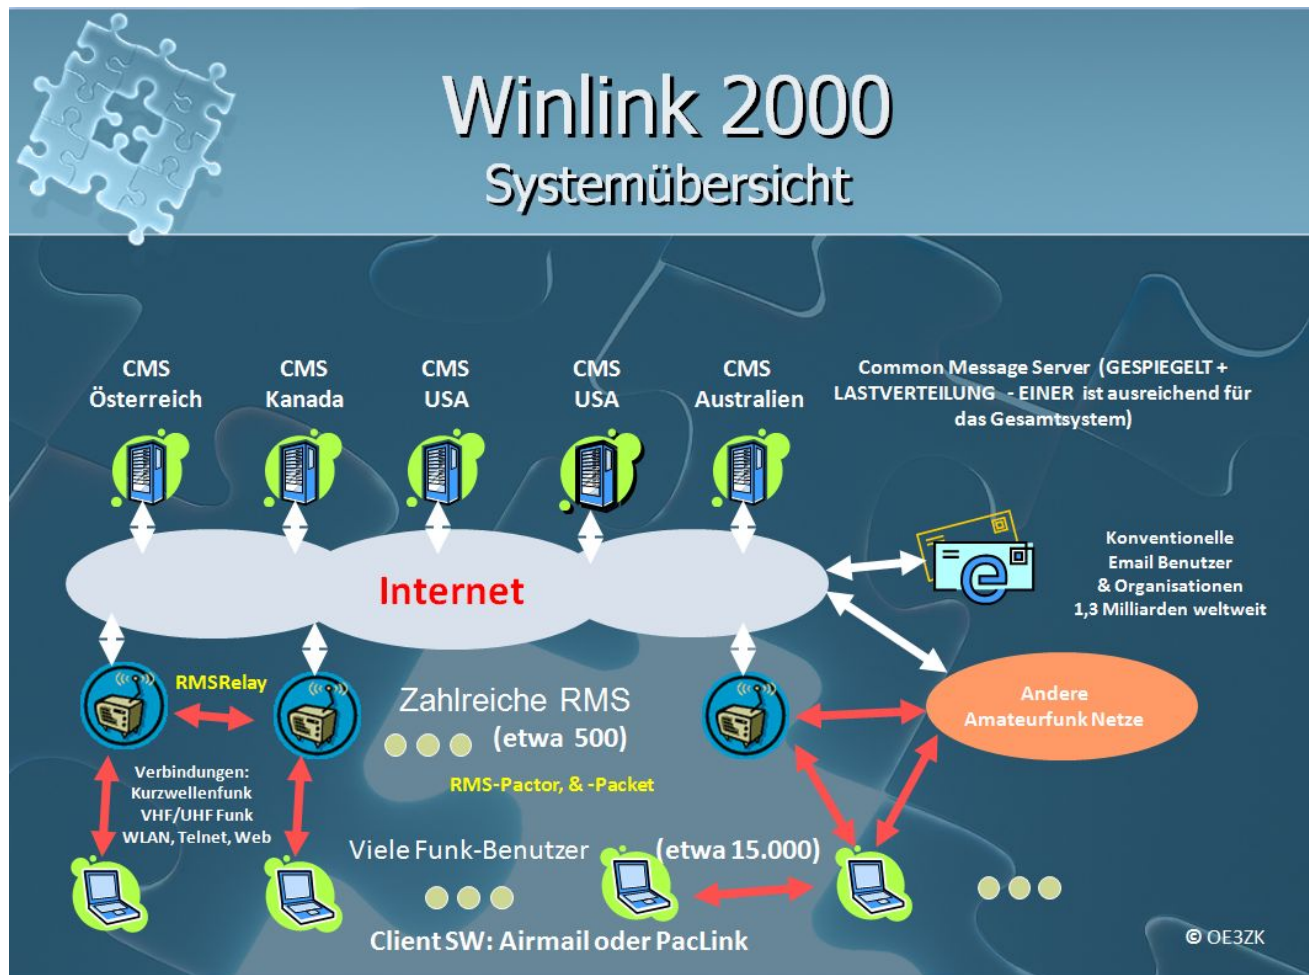 Winlink 2000
Systemübersicht
CMS
Österreich
CMS
Kanada
CMS
USA
CMS
USA
CMS
Australien
Common Message Server (GESPIEGELT +
LASTVERTEILUNG - EINER ist ausreichend für
das Gesamtsystem)
Internet
e
Konventionelle
Email Benutzer
& Organisationen
1,3 Milliarden weltweit
RMSRelay
Zahlreiche RMS
(etwa 500)
RMS-Pactor, & -Packet
Andere
Amateurfunk Netze
Verbindungen:
Kurzwellenfunk
VHF/UHF Funk
WLAN, Telnet, Web
Viele Funk-Benutzer (etwa 15.000)
Client SW: Airmail oder PacLink
© OE3ZK